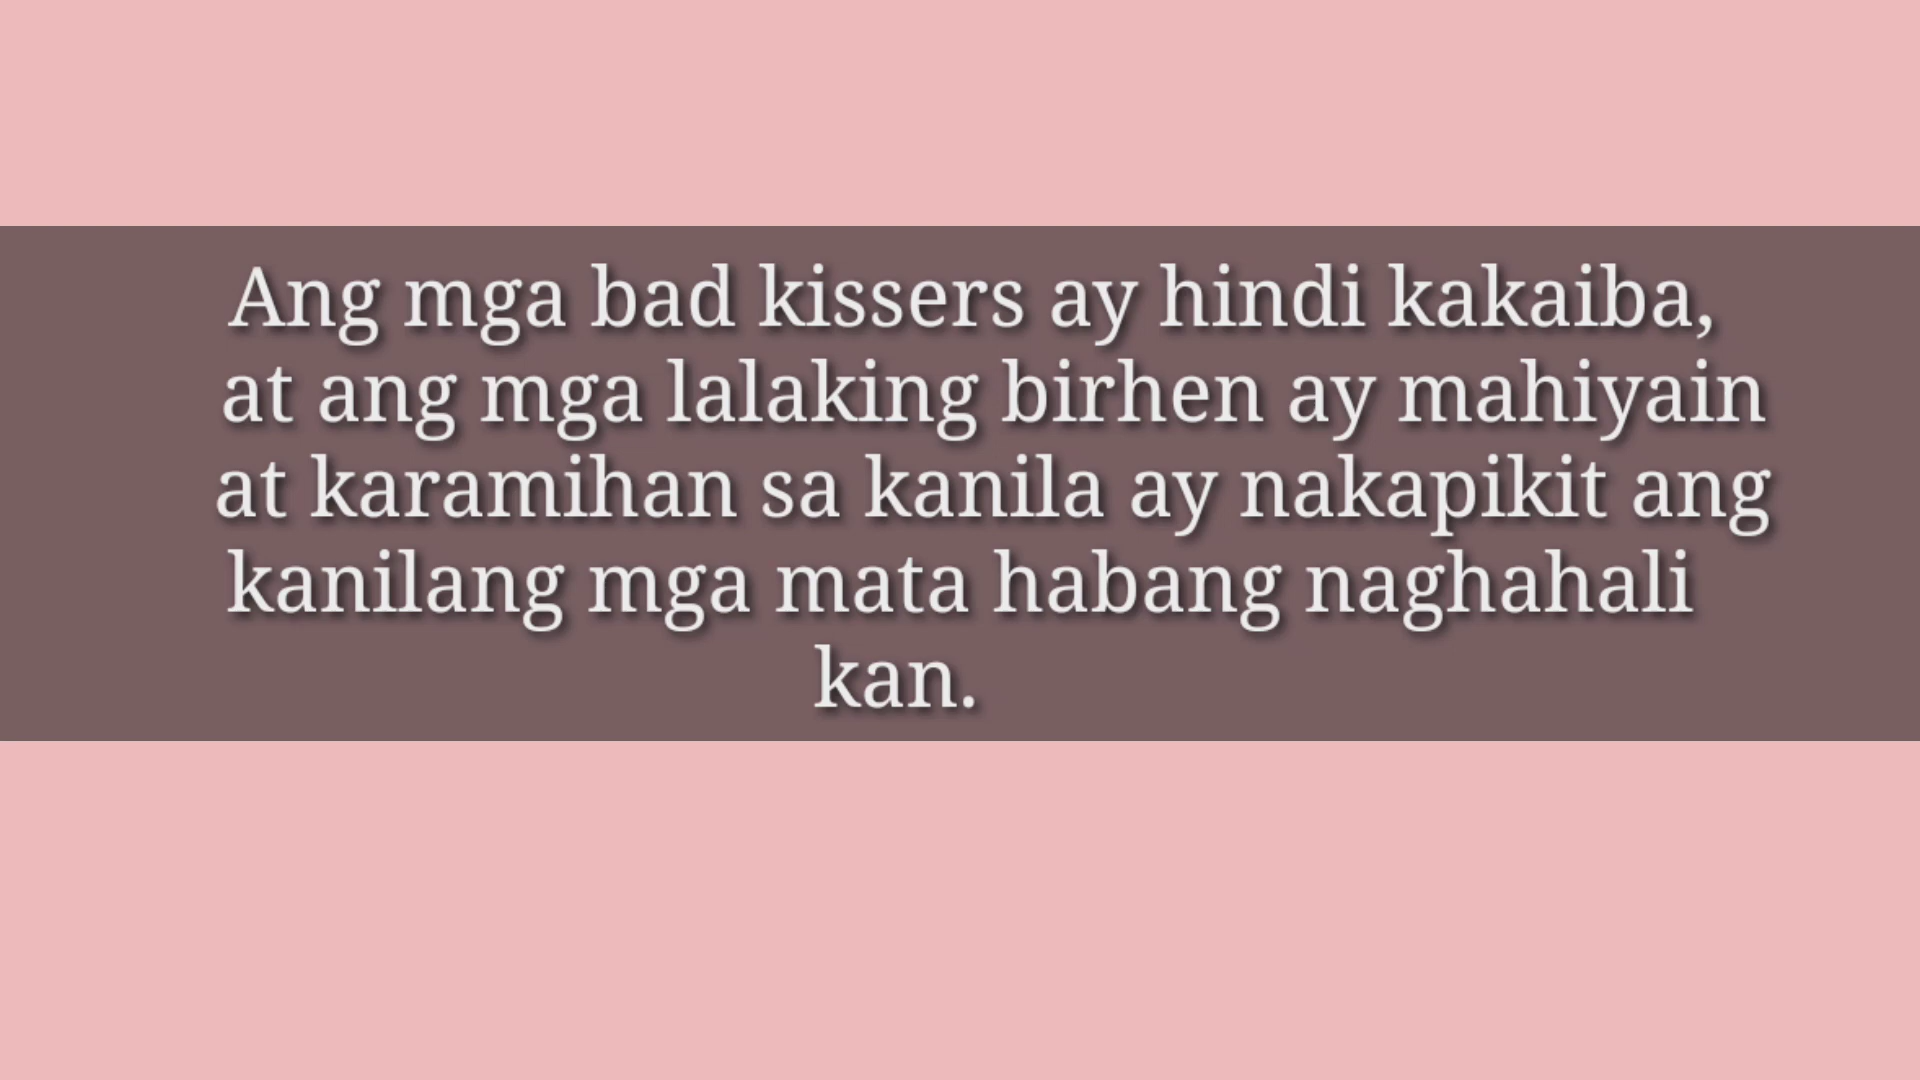 Ang mga bad kissers ay hindi kakaiba,
at ang mga lalaking birhen ay mahiyain
at karamihan sa kanila ay nakapikit ang
kanilang mga mata habang naghahali
kan.